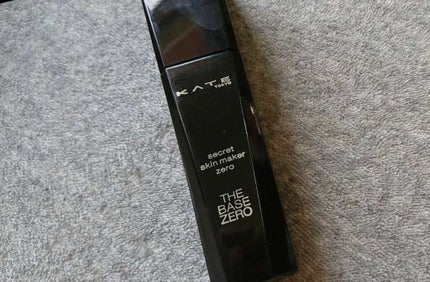 KATE
TOKYO
secret
skin maker
zero
THE
BASE
ZERO